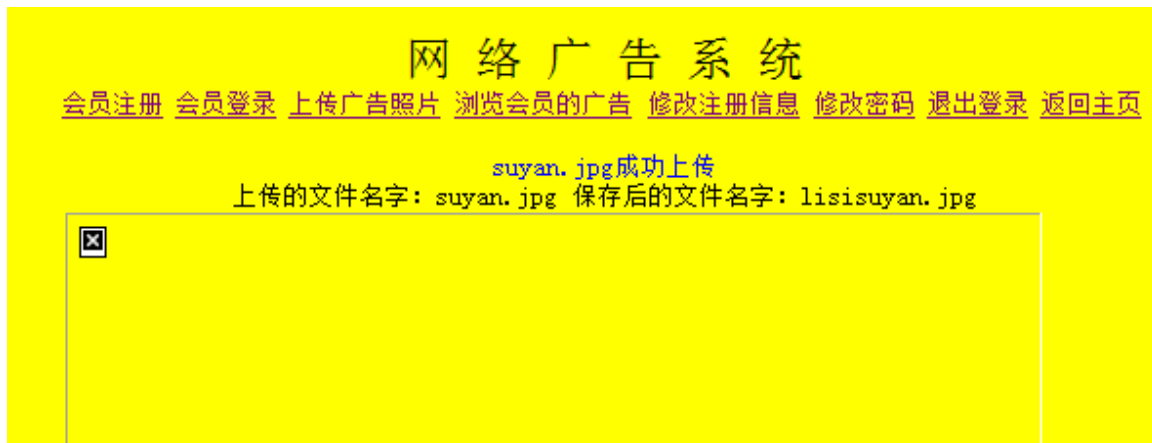 网 络 广 告 系 统
会员注册 会员登录 上传广告照片 浏览会员的广告 修改注册信息 修改密码 退出登录 返回主页
suyan.jpg成功上传
上传的文件名字：suyan.jpg 保存后的文件名字：lisisuyan.jpg